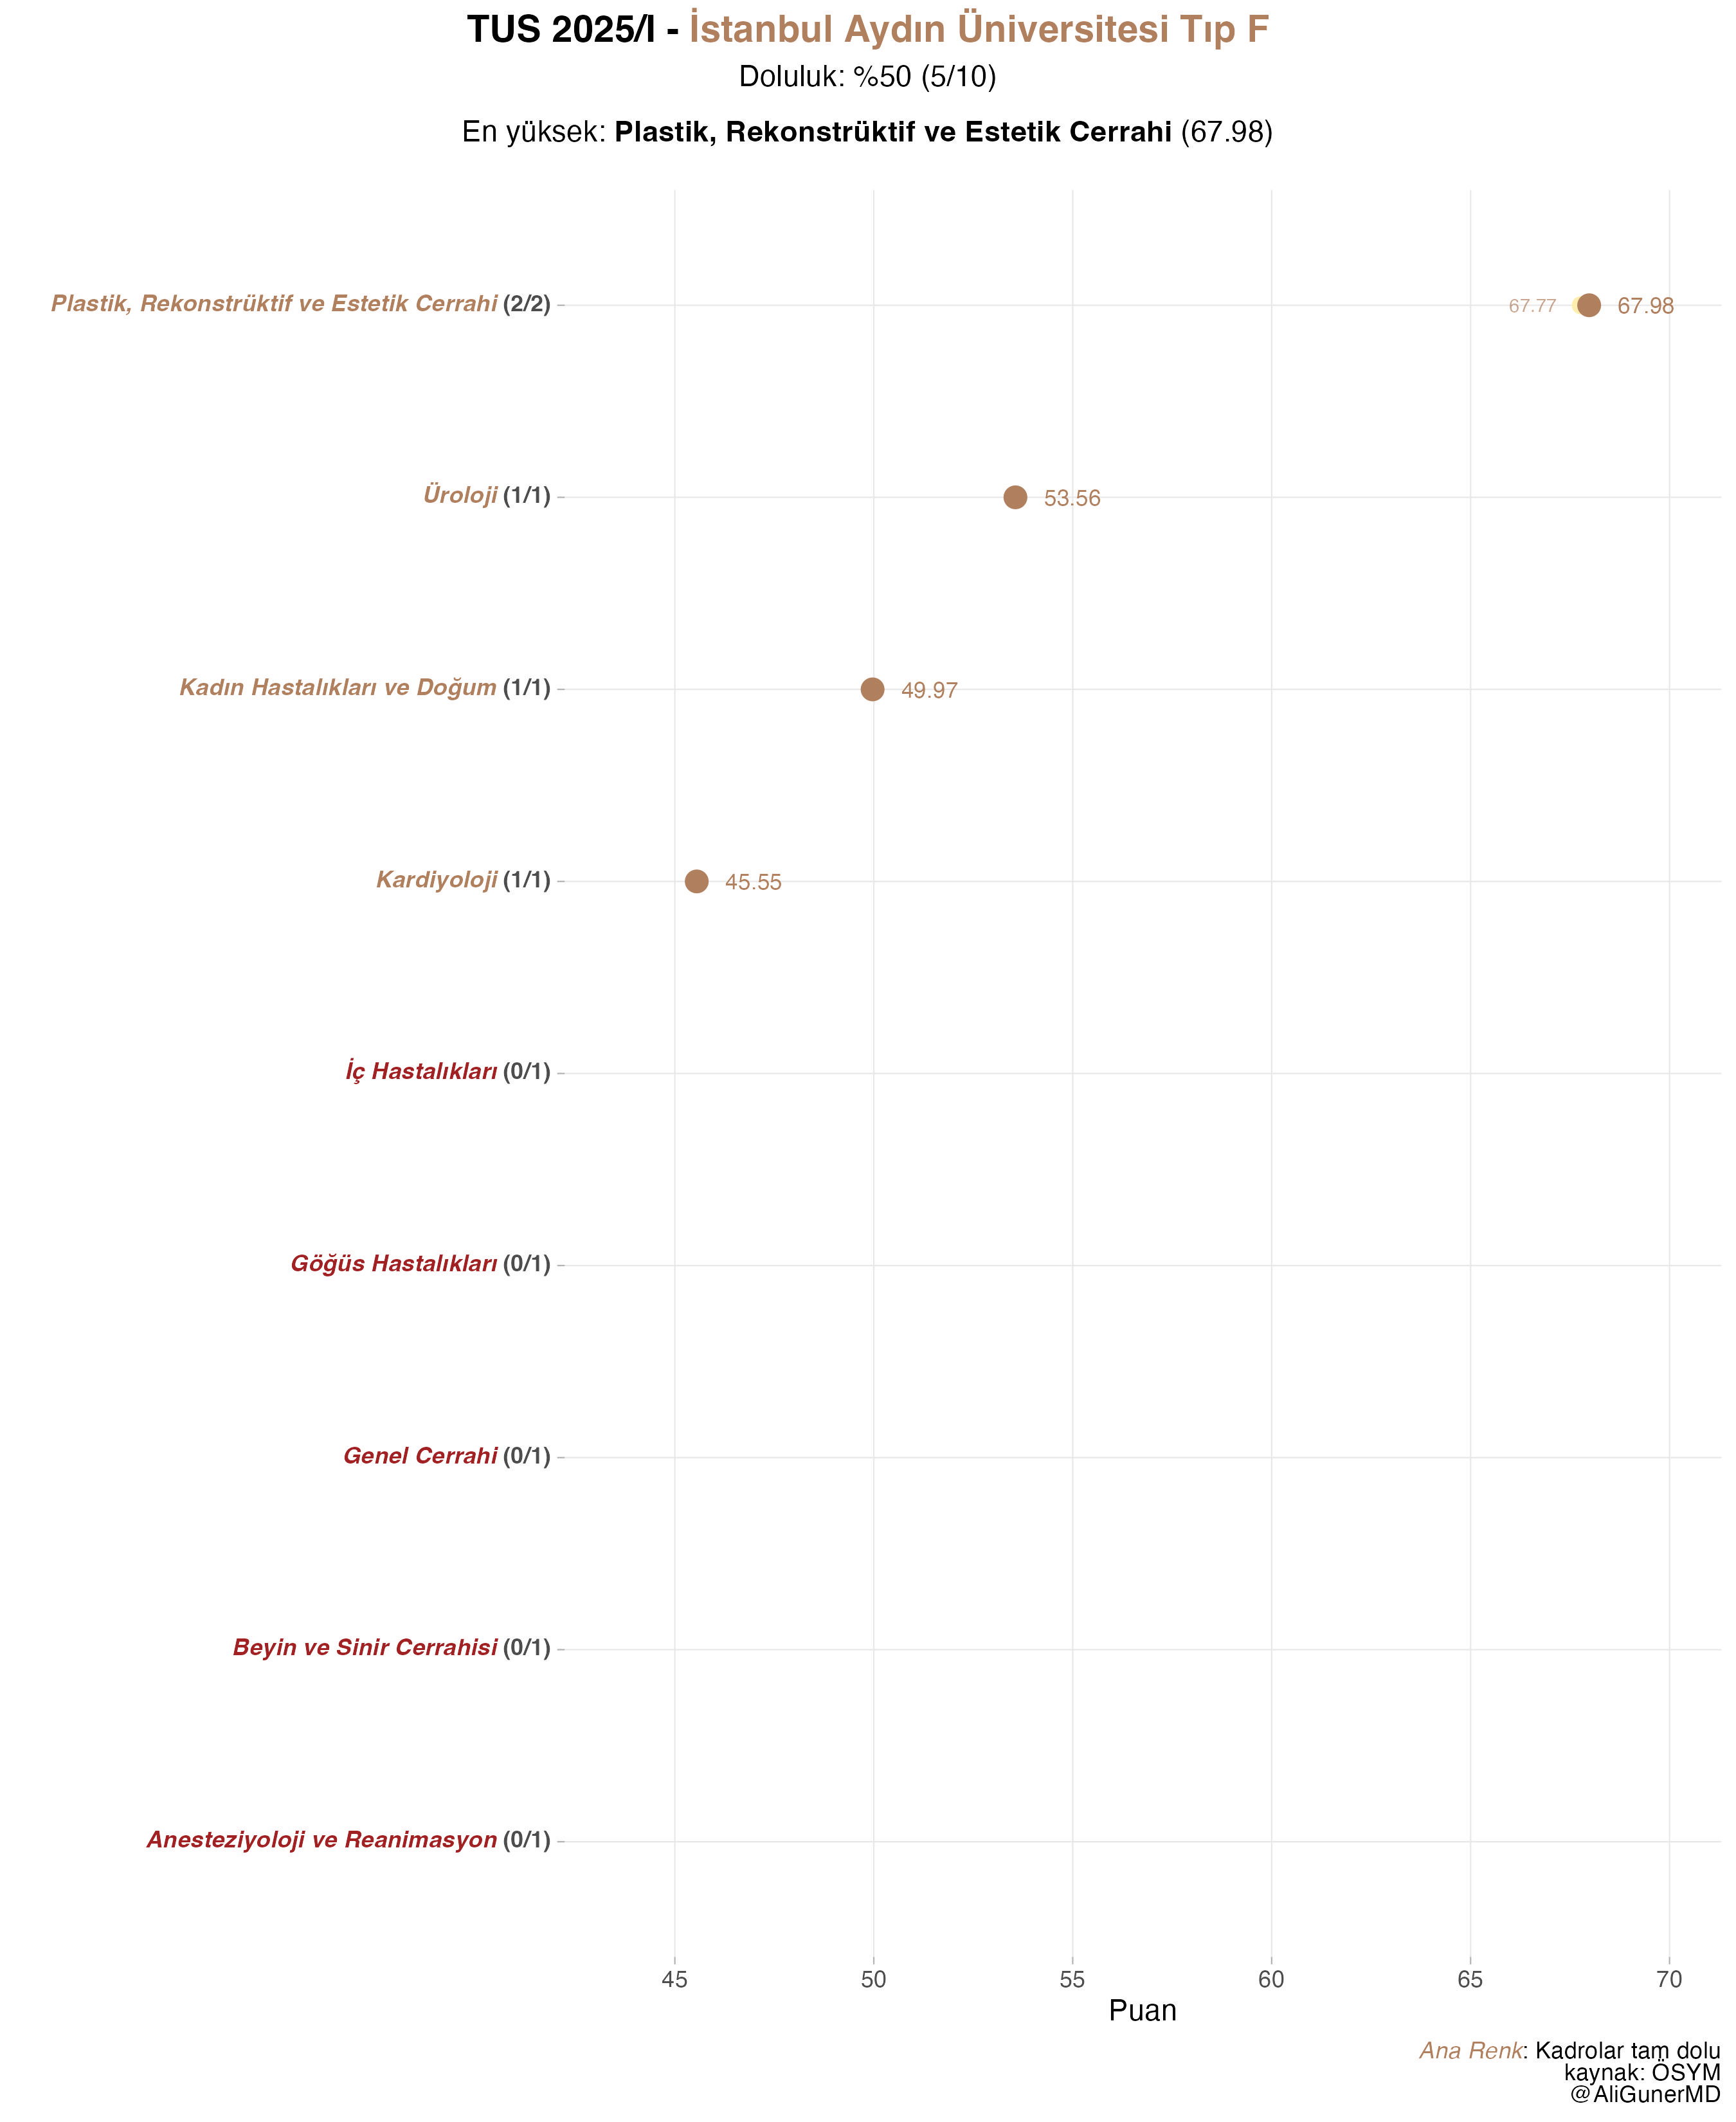 TUS 2025/I - İstanbul Aydın Üniversitesi Tıp F
Doluluk: %50 (5/10)
En yüksek: Plastik, Rekonstrüktif ve Estetik Cerrahi (67.98)
Plastik, Rekonstrüktif ve Estetik Cerrahi (2/2) 67.77 67.98
Üroloji (1/1) 53.56
Kadın Hastalıkları ve Doğum (1/1) 49.97
Kardiyoloji (1/1) 45.55
İç Hastalıkları (0/1)
Göğüs Hastalıkları (0/1)
Genel Cerrahi (0/1)
Beyin ve Sinir Cerrahisi (0/1)
Anesteziyoloji ve Reanimasyon (0/1)
45 50 55 60 65 70
Puan
Ana Renk: Kadrolar tam dolu
kaynak: ÖSYM
@AliGunerMD